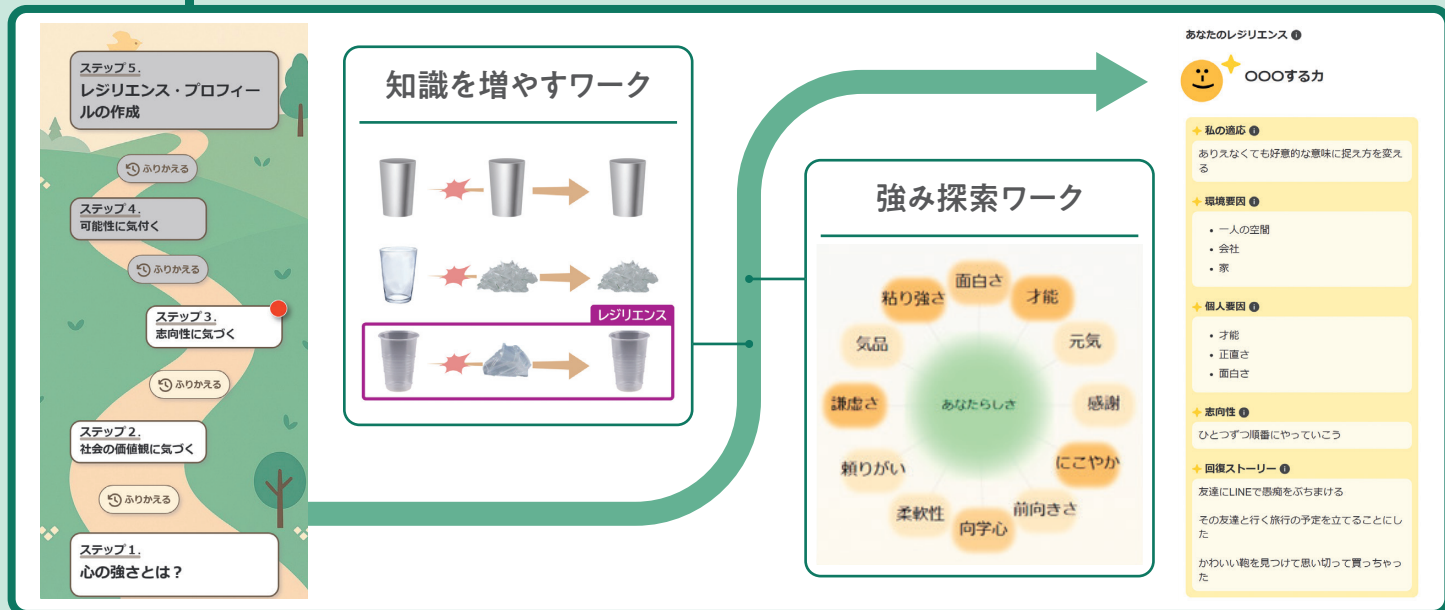 ステップ5.
レジリエンス・プロフィー
ルの作成
ふりかえる
ステップ4.
可能性に気付く
ふりかえる
ステップ3.
志向性に気づく
ふりかえる
ステップ2.
社会の価値観に気づく
ふりかえる
ステップ1.
心の強さとは？
知識を増やすワーク
レジリエンス
強み探索ワーク
面白さ
才能
元気
感謝
にこやか
前向きさ
向学心
柔軟性
頼りがい
謙虚さ
気品
粘り強さ
あなたらしさ
あなたのレジリエンス
〇〇〇する力
私の適応
ありえなくても好意的な意味に捉え方を変え
る
環境要因
• 一人の空間
• 会社
• 家
個人要因
• 才能
• 正直さ
• 面白さ
志向性
ひとつずつ順番にやっていこう
回復ストーリー
友達にLINEで愚痴をぶちまける
その友達と行く旅行の予定を立てることにし
た
かわいい鞄を見つけて思い切って買っちゃっ
た